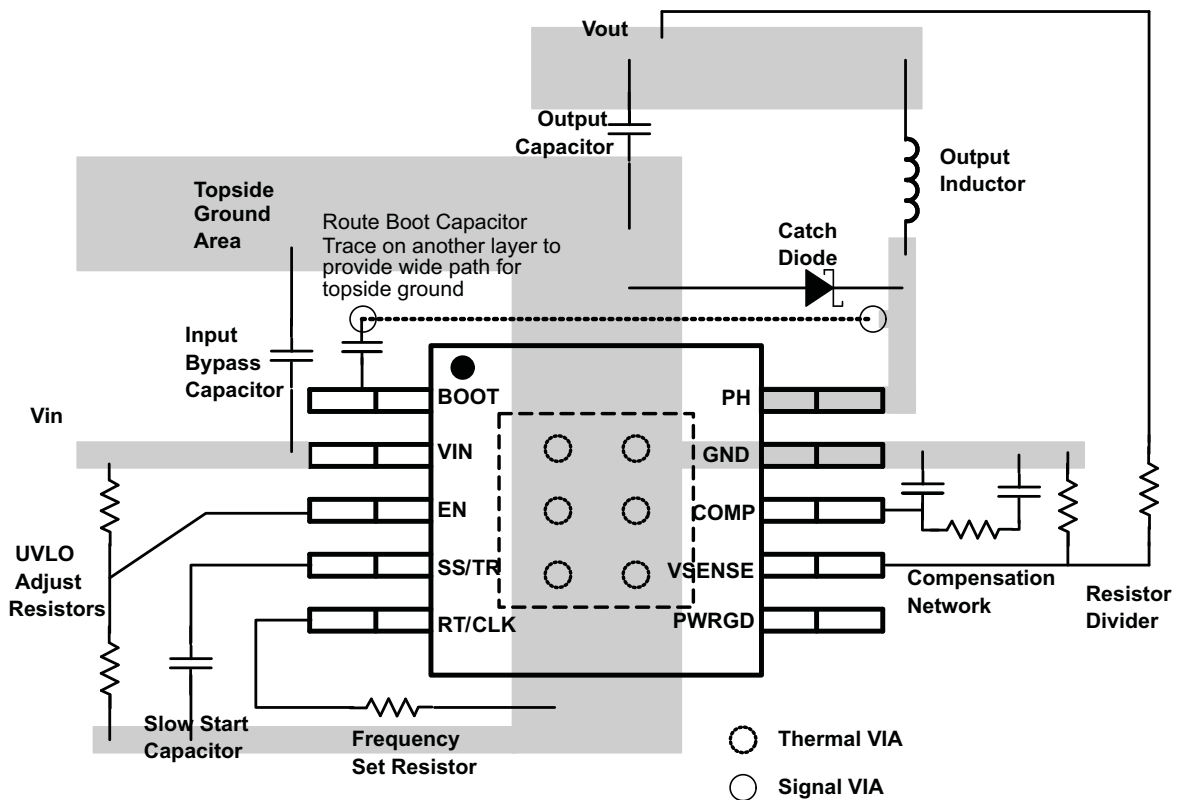 Vout
Output
Capacitor
Output
Inductor
Topside
Ground
Area
Route Boot Capacitor
Trace on another layer to
provide wide path for
topside ground
Catch
Diode
Input
Bypass
Capacitor
Vin
BOOT
VIN
EN
SS/TR
RT/CLK
PH
GND
COMP
VSENSE
PWRGD
UVLO
Adjust
Resistors
Compensation
Network
Resistor
Divider
Slow Start
Capacitor
Frequency
Set Resistor
Thermal VIA
Signal VIA